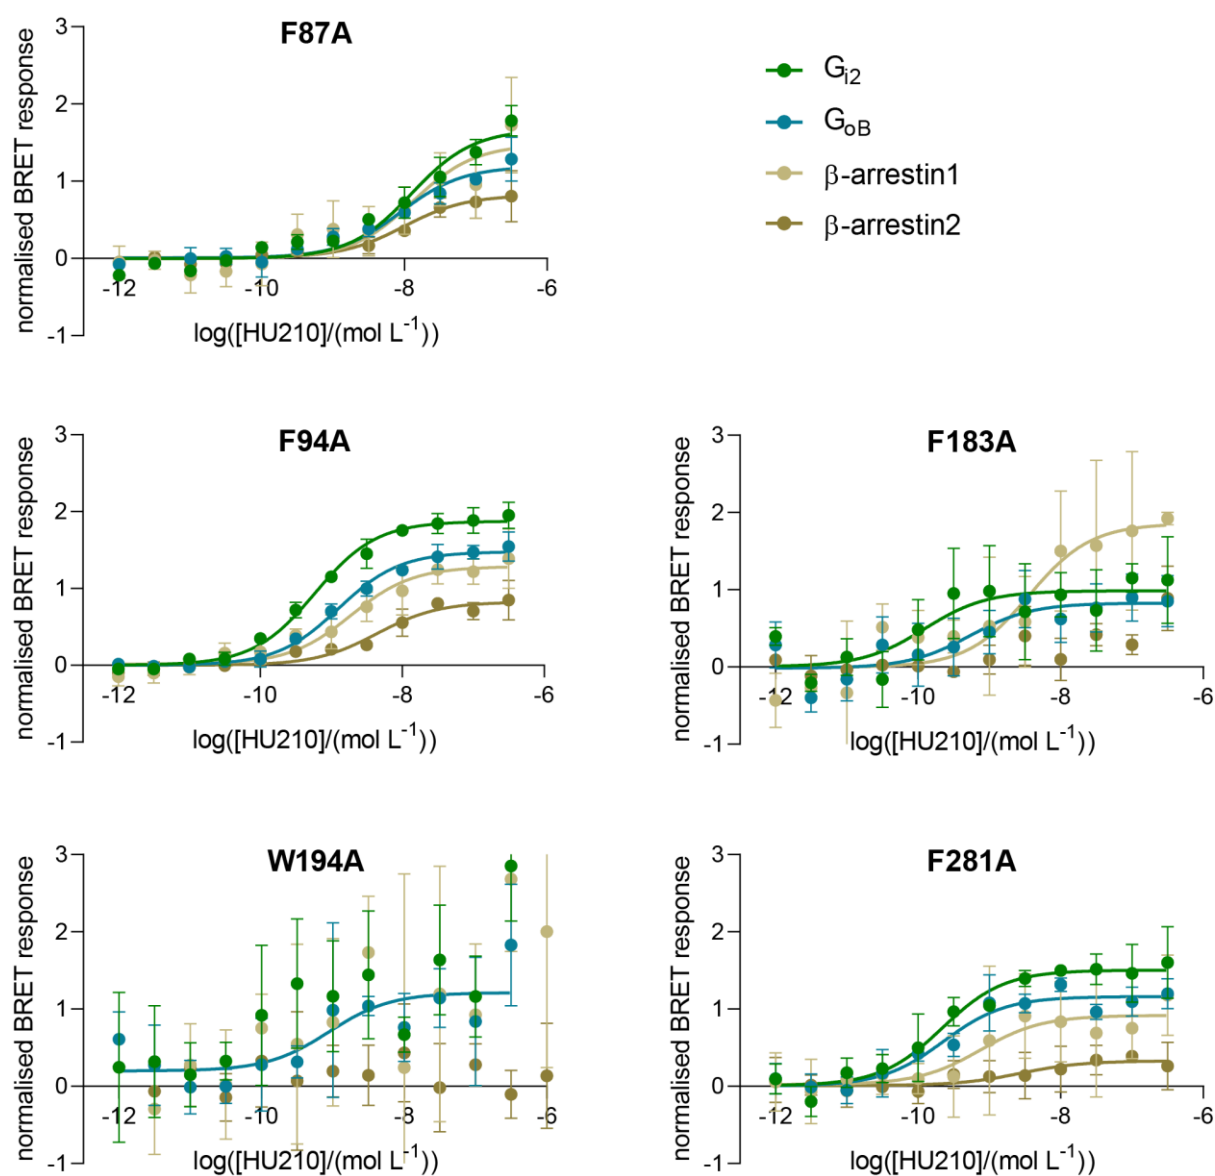 F87A
normalised BRET response
3
2
1
0
-1
-12
-10
-8
-6
log([HU210]/(mol L⁻¹))
Gi2
GoB
β-arrestin1
β-arrestin2
F94A
normalised BRET response
3
2
1
0
-1
-12
-10
-8
-6
log([HU210]/(mol L⁻¹))
F183A
normalised BRET response
3
2
1
0
-1
-12
-10
-8
-6
log([HU210]/(mol L⁻¹))
W194A
normalised BRET response
3
2
1
0
-1
-12
-10
-8
-6
log([HU210]/(mol L⁻¹))
F281A
normalised BRET response
3
2
1
0
-1
-12
-10
-8
-6
log([HU210]/(mol L⁻¹))